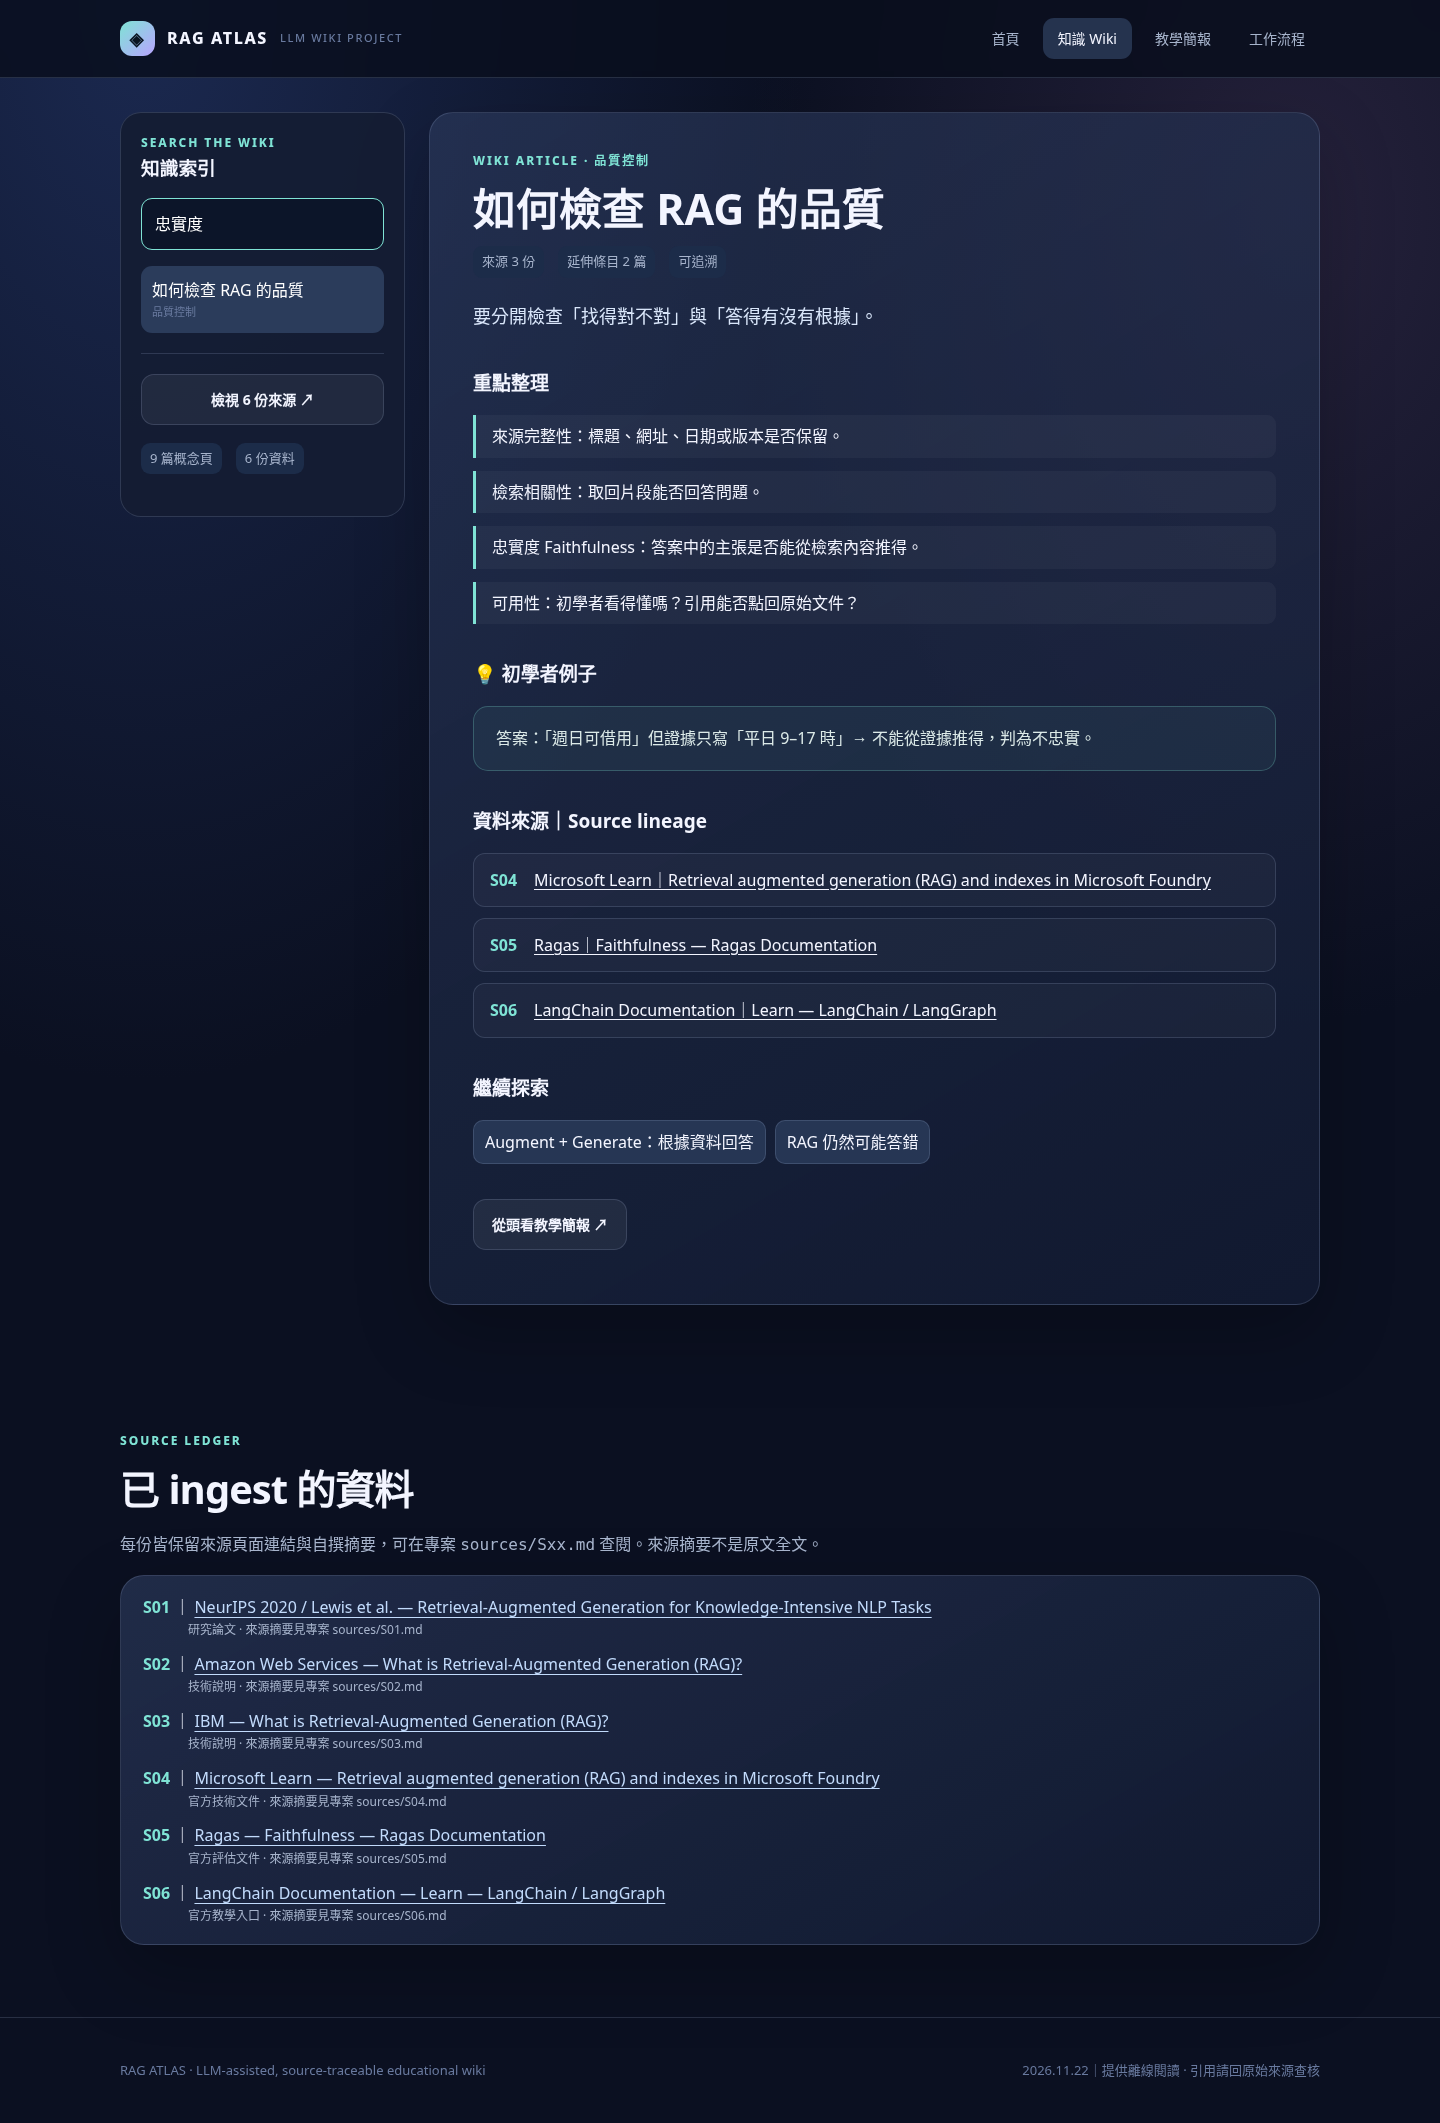 RAG ATLAS LLM WIKI PROJECT
首頁 知識 Wiki 教學簡報 工作流程
SEARCH THE WIKI
知識索引
忠實度
如何檢查 RAG 的品質
品質控制
檢視 6 份來源 ↗
9 篇概念頁 6 份資料
WIKI ARTICLE · 品質控制
如何檢查 RAG 的品質
來源 3 份 延伸條目 2 篇 可追溯
要分開檢查「找得對不對」與「答得有沒有根據」。
重點整理
來源完整性：標題、網址、日期或版本是否保留。
檢索相關性：取回片段能否回答問題。
忠實度 Faithfulness：答案中的主張是否能從檢索內容推得。
可用性：初學者看得懂嗎？引用能否點回原始文件？
💡 初學者例子
答案：「週日可借用」但證據只寫「平日 9–17 時」→ 不能從證據推得，判為不忠實。
資料來源｜Source lineage
S04 Microsoft Learn｜Retrieval augmented generation (RAG) and indexes in Microsoft Foundry
S05 Ragas｜Faithfulness — Ragas Documentation
S06 LangChain Documentation｜Learn — LangChain / LangGraph
繼續探索
Augment + Generate：根據資料回答 RAG 仍然可能答錯
從頭看教學簡報 ↗
SOURCE LEDGER
已 ingest 的資料
每份皆保留來源頁面連結與自撰摘要，可在專案 sources/Sxx.md 查閱。來源摘要不是原文全文。
S01｜NeurIPS 2020 / Lewis et al. — Retrieval-Augmented Generation for Knowledge-Intensive NLP Tasks
研究論文 · 來源摘要見專案 sources/S01.md
S02｜Amazon Web Services — What is Retrieval-Augmented Generation (RAG)?
技術說明 · 來源摘要見專案 sources/S02.md
S03｜IBM — What is Retrieval-Augmented Generation (RAG)?
技術說明 · 來源摘要見專案 sources/S03.md
S04｜Microsoft Learn — Retrieval augmented generation (RAG) and indexes in Microsoft Foundry
官方技術文件 · 來源摘要見專案 sources/S04.md
S05｜Ragas — Faithfulness — Ragas Documentation
官方評估文件 · 來源摘要見專案 sources/S05.md
S06｜LangChain Documentation — Learn — LangChain / LangGraph
官方教學入口 · 來源摘要見專案 sources/S06.md
RAG ATLAS · LLM-assisted, source-traceable educational wiki
2026.11.22｜提供離線閱讀 · 引用請回原始來源查核